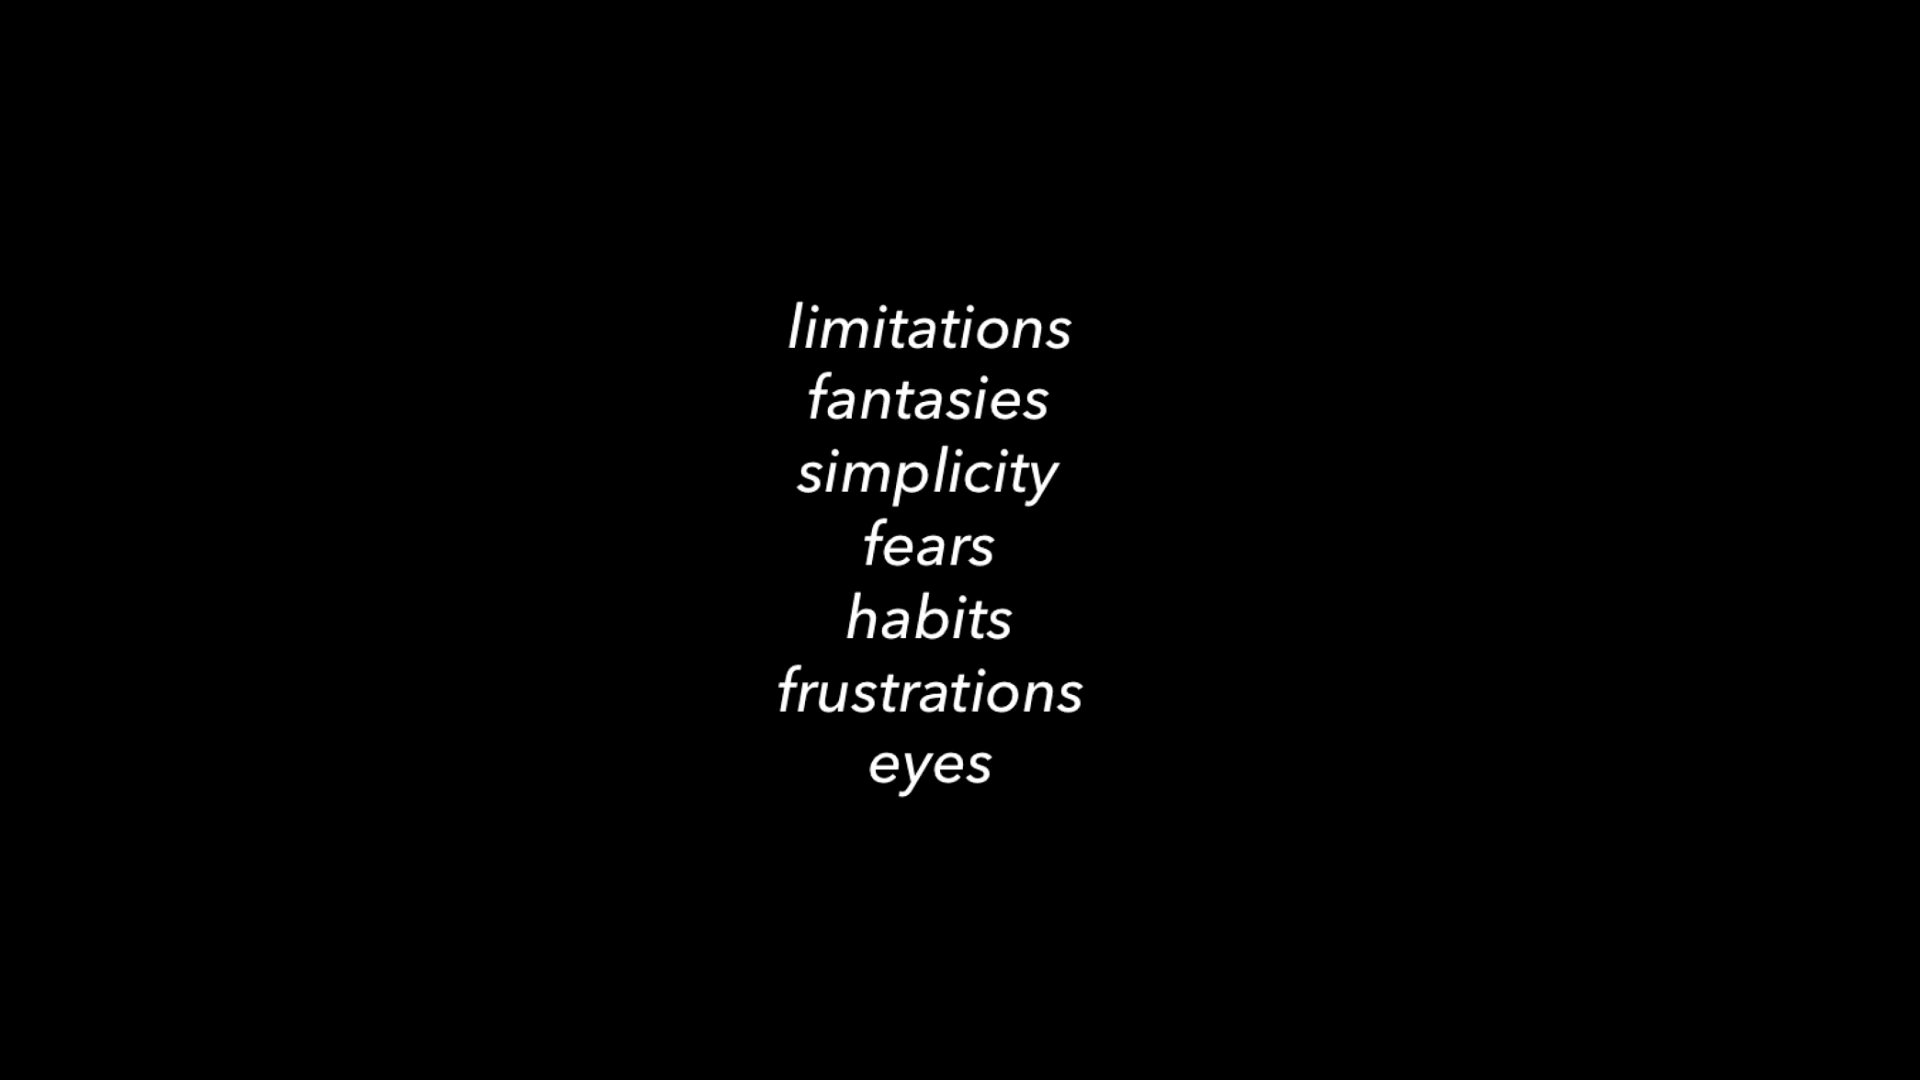 limitations
fantasies
simplicity
fears
habits
frustrations
eyes